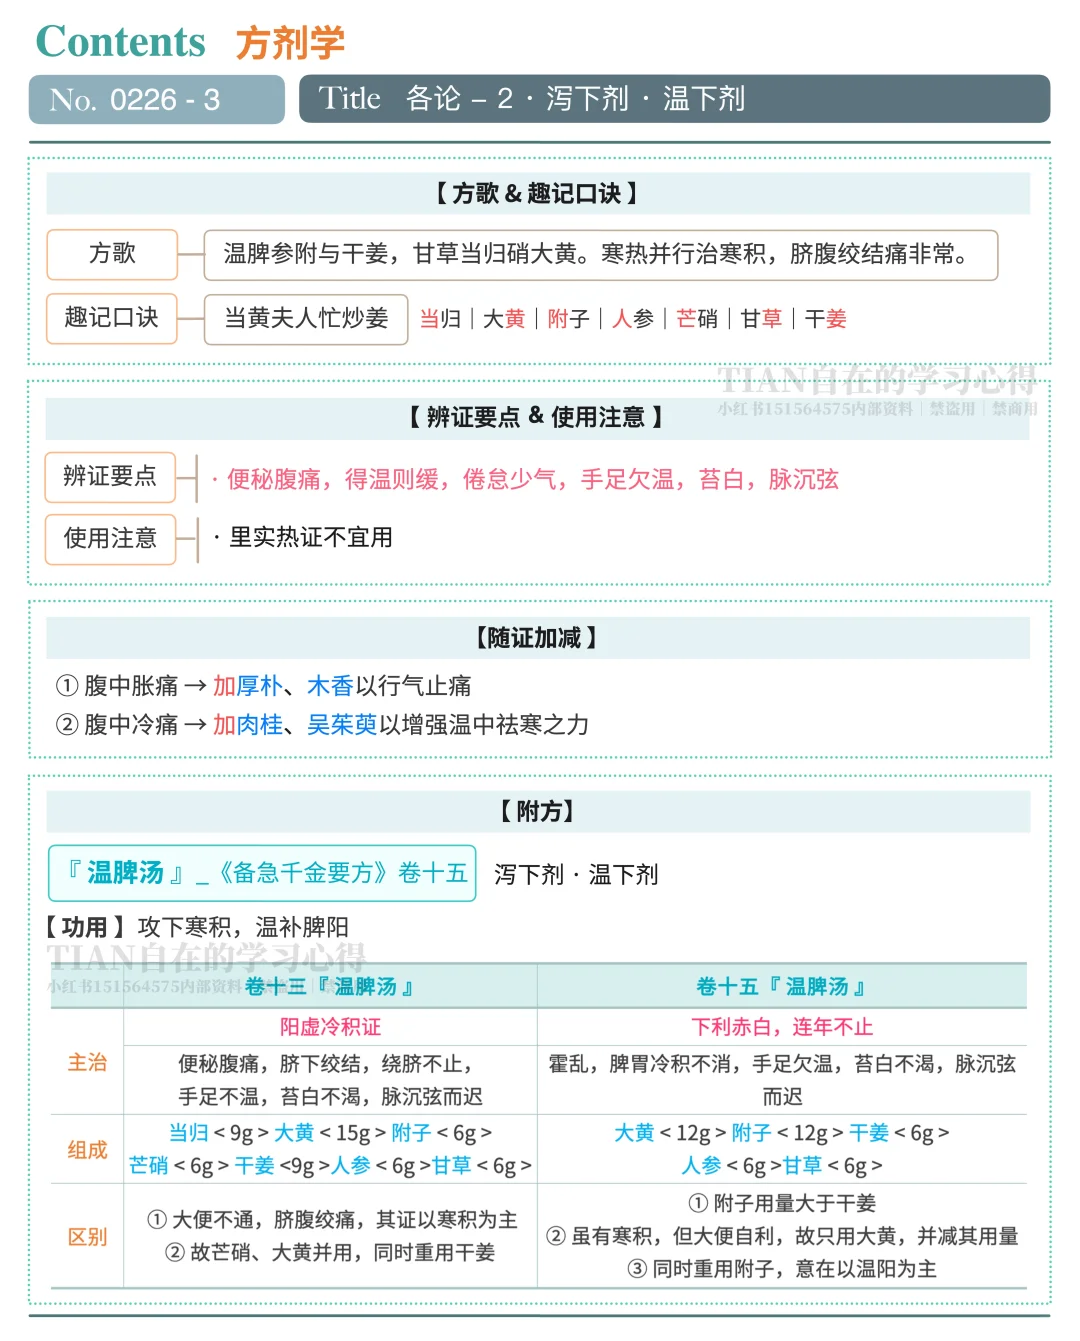 Contents 方剂学
No. 0226 - 3
Title 各论 – 2 · 泻下剂 · 温下剂
【 方歌 & 趣记口诀 】
方歌
温脾参附与干姜，甘草当归硝大黄。寒热并行治寒积，脐腹绞结痛非常。
趣记口诀
当黄夫人忙炒姜
当归｜大黄｜附子｜人参｜芒硝｜甘草｜干姜
TIAN自在的学习心得
小红书151564575内部资料｜禁盗用｜禁商用
【 辨证要点 & 使用注意 】
辨证要点
· 便秘腹痛，得温则缓，倦怠少气，手足欠温，苔白，脉沉弦
使用注意
· 里实热证不宜用
【随证加减 】
① 腹中胀痛 → 加厚朴、木香以行气止痛
② 腹中冷痛 → 加肉桂、吴茱萸以增强温中祛寒之力
【 附方】
『 温脾汤 』_《备急千金要方》卷十五
泻下剂 · 温下剂
【 功用 】攻下寒积，温补脾阳
TIAN自在的学习心得
小红书151564575内部资料｜禁盗用｜禁商用
卷十三『 温脾汤 』
卷十五『 温脾汤 』
主治
阳虚冷积证
下利赤白，连年不止
便秘腹痛，脐下绞结，绕脐不止，
手足不温，苔白不渴，脉沉弦而迟
霍乱，脾胃冷积不消，手足欠温，苔白不渴，脉沉弦
而迟
组成
当归 < 9g > 大黄 < 15g > 附子 < 6g >
芒硝 < 6g > 干姜 <9g >人参 < 6g >甘草 < 6g >
大黄 < 12g > 附子 < 12g > 干姜 < 6g >
人参 < 6g >甘草 < 6g >
区别
① 大便不通，脐腹绞痛，其证以寒积为主
② 故芒硝、大黄并用，同时重用干姜
① 附子用量大于干姜
② 虽有寒积，但大便自利，故只用大黄，并减其用量
③ 同时重用附子，意在以温阳为主